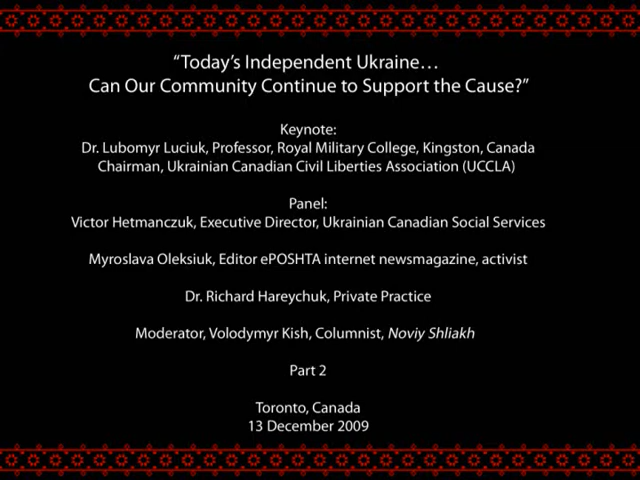 “Today’s Independent Ukraine…
Can Our Community Continue to Support the Cause?”
Keynote:
Dr. Lubomyr Luciuk, Professor, Royal Military College, Kingston, Canada
Chairman, Ukrainian Canadian Civil Liberties Association (UCCLA)
Panel:
Victor Hetmanczuk, Executive Director, Ukrainian Canadian Social Services
Myroslava Oleksiuk, Editor ePOSHTA internet newsmagazine, activist
Dr. Richard Hareychuk, Private Practice
Moderator, Volodymyr Kish, Columnist, Noviy Shliakh
Part 2
Toronto, Canada
13 December 2009